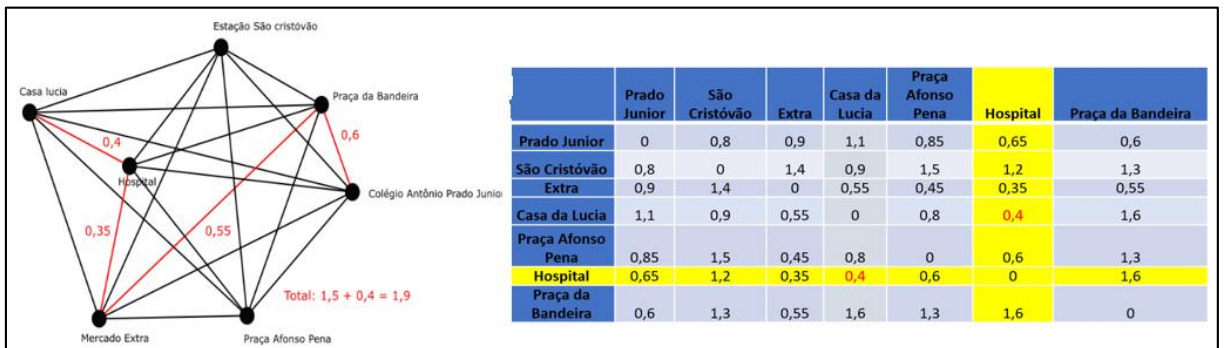 Estação São cristóvão
Casa lucia
Praça da Bandeira
0,6
0,4
Hospital
Colégio Antônio Prado Junior
0,35
0,55
Total: 1,5 + 0,4 = 1,9
Mercado Extra
Praça Afonso Pena
Prado Junior São Cristóvão Extra Casa da Lucia Praça Afonso Pena Hospital Praça da Bandeira
Prado Junior 0 0,8 0,9 1,1 0,85 0,65 0,6
São Cristóvão 0,8 0 1,4 0,9 1,5 1,2 1,3
Extra 0,9 1,4 0 0,55 0,45 0,35 0,55
Casa da Lucia 1,1 0,9 0,55 0 0,8 0,4 1,6
Praça Afonso Pena 0,85 1,5 0,45 0,8 0 0,6 1,3
Hospital 0,65 1,2 0,35 0,4 0,6 0 1,6
Praça da Bandeira 0,6 1,3 0,55 1,6 1,3 1,6 0